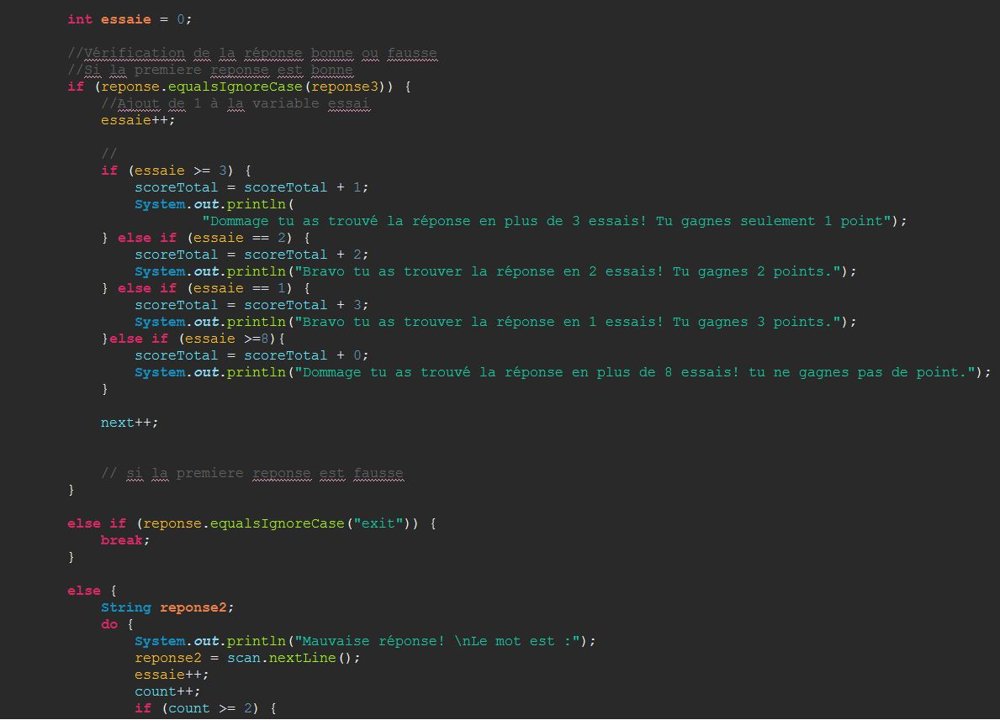 int essaie = 0;
//Vérification de la réponse bonne ou fausse
//Si la premiere reponse est bonne
if (reponse.equalsIgnoreCase(reponse3)) {
//Ajout de 1 à la variable essai
essaie++;
//
if (essaie >= 3) {
scoreTotal = scoreTotal + 1;
System.out.println(
"Dommage tu as trouvé la réponse en plus de 3 essais! Tu gagnes seulement 1 point");
} else if (essaie == 2) {
scoreTotal = scoreTotal + 2;
System.out.println("Bravo tu as trouver la réponse en 2 essais! Tu gagnes 2 points.");
} else if (essaie == 1) {
scoreTotal = scoreTotal + 3;
System.out.println("Bravo tu as trouver la réponse en 1 essais! Tu gagnes 3 points.");
}else if (essaie >=8){
scoreTotal = scoreTotal + 0;
System.out.println("Dommage tu as trouvé la réponse en plus de 8 essais! tu ne gagnes pas de point.");
}
next++;
// si la premiere reponse est fausse
}
else if (reponse.equalsIgnoreCase("exit")) {
break;
}
else {
String reponse2;
do {
System.out.println("Mauvaise réponse! \nLe mot est :");
reponse2 = scan.nextLine();
essaie++;
count++;
if (count >= 2) {